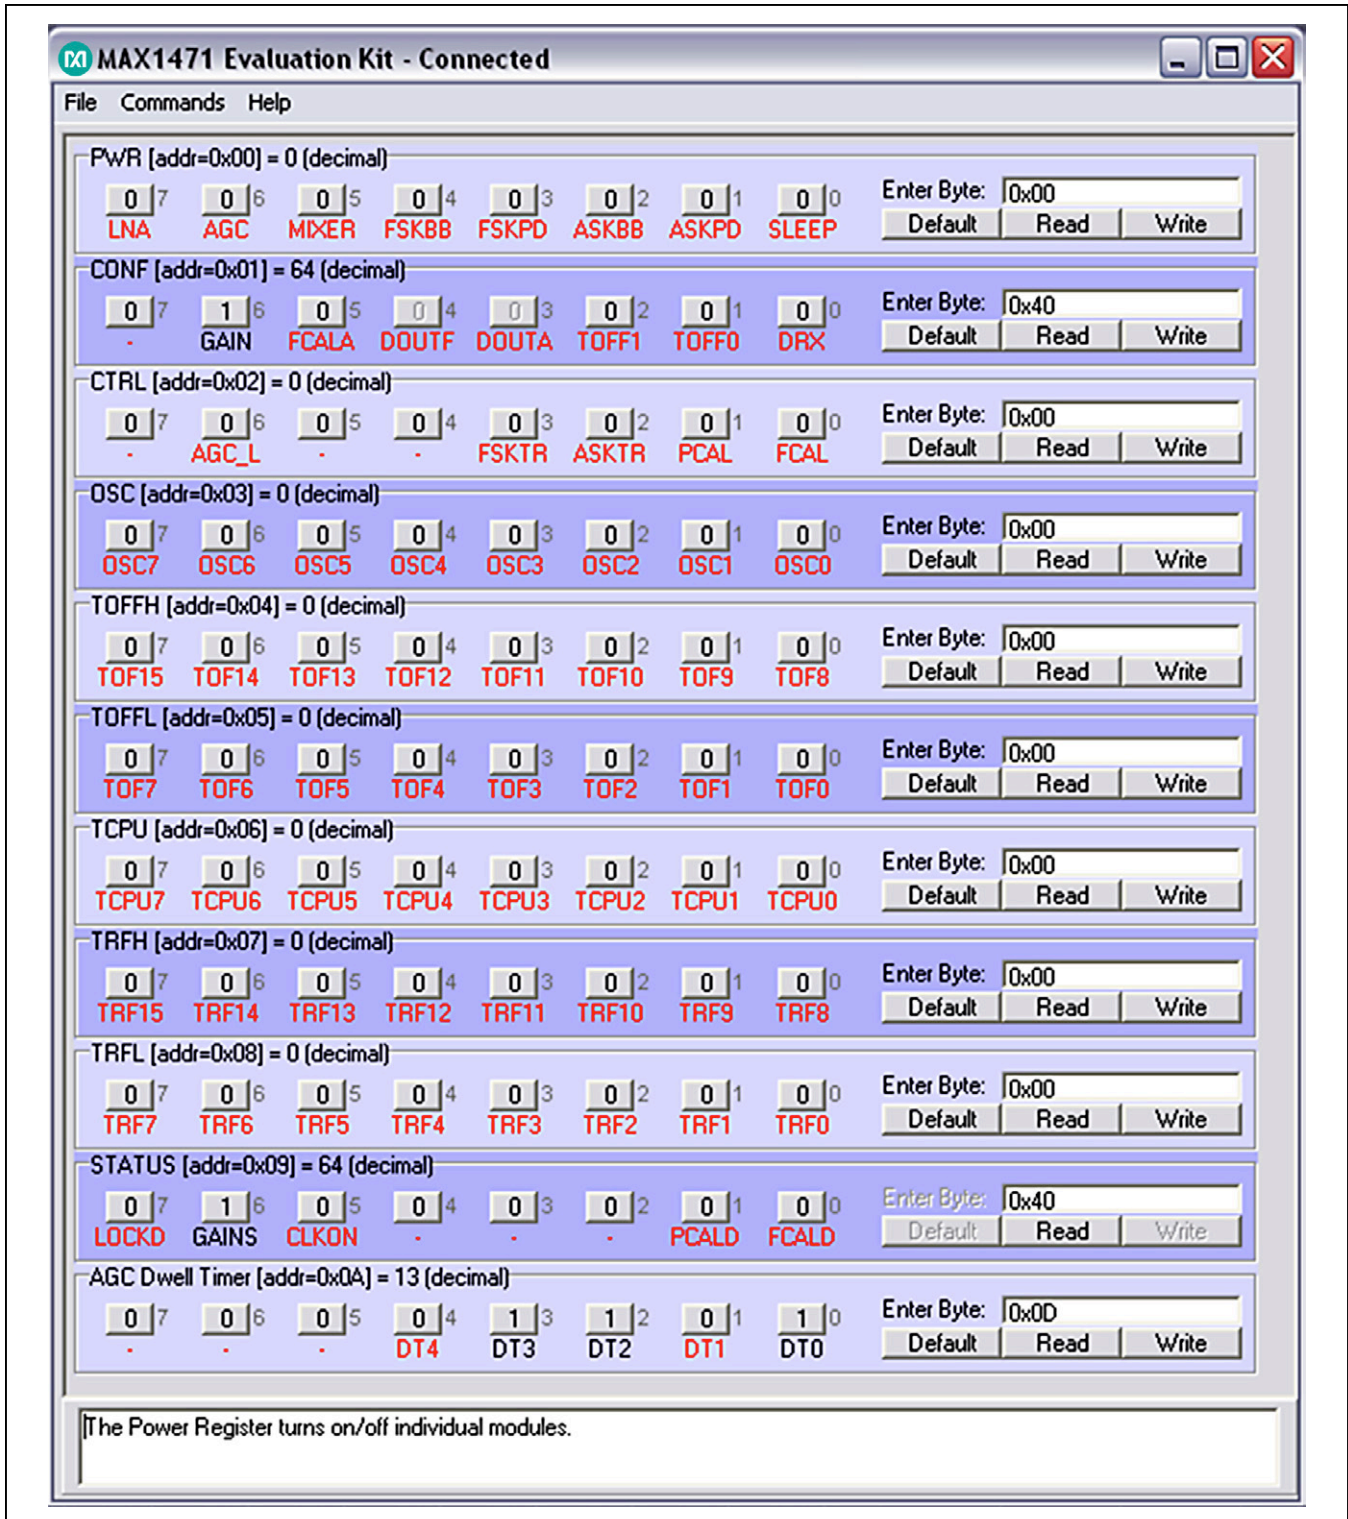 MAX1471 Evaluation Kit - Connected
File Commands Help
PWR [addr=0x00] = 0 (decimal)
0 7 0 6 0 5 0 4 0 3 0 2 0 1 0 0 Enter Byte: 0x00
LNA AGC MIXER FSKBB FSKPD ASKBB ASKPD SLEEP Default Read Write
CONF [addr=0x01] = 64 (decimal)
0 7 1 6 0 5 0 4 0 3 0 2 0 1 0 0 Enter Byte: 0x40
- GAIN FCALA DOUTF DOUTA TOFF1 TOFF0 DRX Default Read Write
CTRL [addr=0x02] = 0 (decimal)
0 7 0 6 0 5 0 4 0 3 0 2 0 1 0 0 Enter Byte: 0x00
- AGC_L - - FSKTR ASKTR PCAL FCAL Default Read Write
OSC [addr=0x03] = 0 (decimal)
0 7 0 6 0 5 0 4 0 3 0 2 0 1 0 0 Enter Byte: 0x00
OSC7 OSC6 OSC5 OSC4 OSC3 OSC2 OSC1 OSC0 Default Read Write
TOFFH [addr=0x04] = 0 (decimal)
0 7 0 6 0 5 0 4 0 3 0 2 0 1 0 0 Enter Byte: 0x00
TOF15 TOF14 TOF13 TOF12 TOF11 TOF10 TOF9 TOF8 Default Read Write
TOFFL [addr=0x05] = 0 (decimal)
0 7 0 6 0 5 0 4 0 3 0 2 0 1 0 0 Enter Byte: 0x00
TOF7 TOF6 TOF5 TOF4 TOF3 TOF2 TOF1 TOF0 Default Read Write
TCPU [addr=0x06] = 0 (decimal)
0 7 0 6 0 5 0 4 0 3 0 2 0 1 0 0 Enter Byte: 0x00
TCPU7 TCPU6 TCPU5 TCPU4 TCPU3 TCPU2 TCPU1 TCPU0 Default Read Write
TRFH [addr=0x07] = 0 (decimal)
0 7 0 6 0 5 0 4 0 3 0 2 0 1 0 0 Enter Byte: 0x00
TRF15 TRF14 TRF13 TRF12 TRF11 TRF10 TRF9 TRF8 Default Read Write
TRFL [addr=0x08] = 0 (decimal)
0 7 0 6 0 5 0 4 0 3 0 2 0 1 0 0 Enter Byte: 0x00
TRF7 TRF6 TRF5 TRF4 TRF3 TRF2 TRF1 TRF0 Default Read Write
STATUS [addr=0x09] = 64 (decimal)
0 7 1 6 0 5 0 4 0 3 0 2 0 1 0 0 Enter Byte: 0x40
LOCKD GAINS CLKON - - - PCALD FCALD Default Read Write
AGC Dwell Timer [addr=0x0A] = 13 (decimal)
0 7 0 6 0 5 0 4 1 3 1 2 0 1 1 0 Enter Byte: 0x0D
- - - DT4 DT3 DT2 DT1 DT0 Default Read Write
The Power Register turns on/off individual modules.